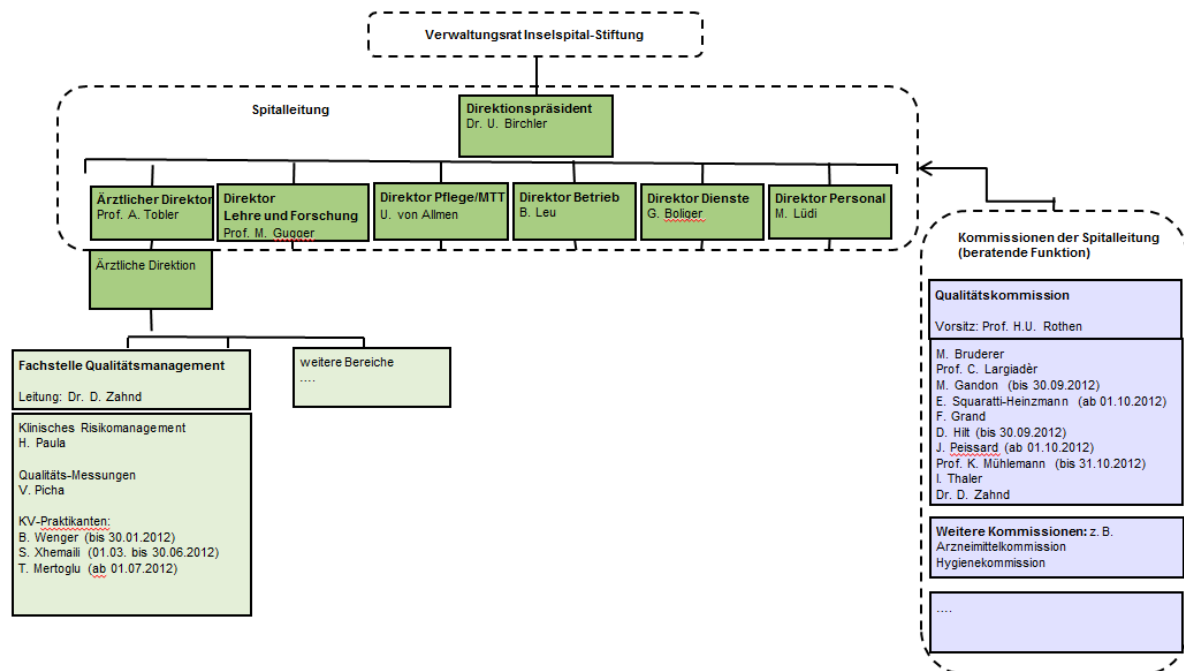 Verwaltungsrat Inselspital-Stiftung
Spitalleitung
Direktionspräsident
Dr. U. Birchler
Ärztlicher Direktor
Prof. A. Tobler
Direktor
Lehre und Forschung
Prof. M. Gugger
Direktor Pflege/MTT
U. von Allmen
Direktor Betrieb
B. Leu
Direktor Dienste
G. Boliger
Direktor Personal
M. Lüdi
Ärztliche Direktion
Fachstelle Qualitätsmanagement
Leitung: Dr. D. Zahnd
Klinisches Risikomanagement
H. Paula
Qualitäts-Messungen
V. Picha
KV-Praktikanten:
B. Wenger (bis 30.01.2012)
S. Xhemaili (01.03. bis 30.06.2012)
T. Mertoglu (ab 01.07.2012)
weitere Bereiche
....
Kommissionen der Spitalleitung
(beratende Funktion)
Qualitätskommission
Vorsitz: Prof. H.U. Rothen
M. Bruderer
Prof. C. Largiadèr
M. Gandon (bis 30.09.2012)
E. Squaratti-Heinzmann (ab 01.10.2012)
F. Grand
D. Hilt (bis 30.09.2012)
J. Peissard (ab 01.10.2012)
Prof. K. Mühlemann (bis 31.10.2012)
I. Thaler
Dr. D. Zahnd
Weitere Kommissionen: z. B.
Arzneimittelkommission
Hygienekommission
....